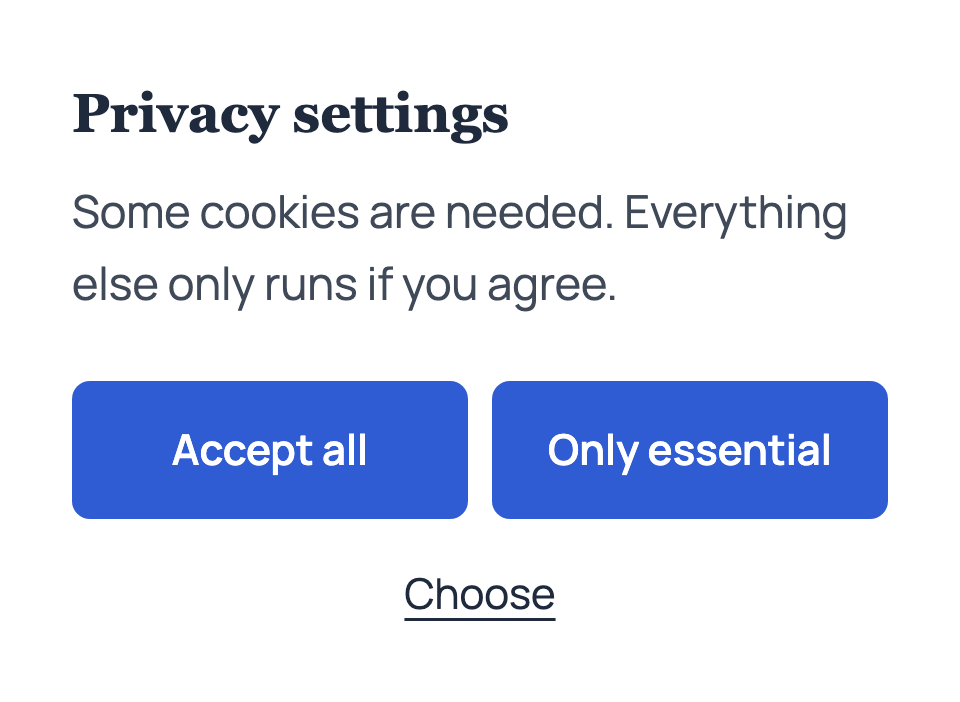 Privacy settings
Some cookies are needed. Everything
else only runs if you agree.
Accept all
Only essential
Choose